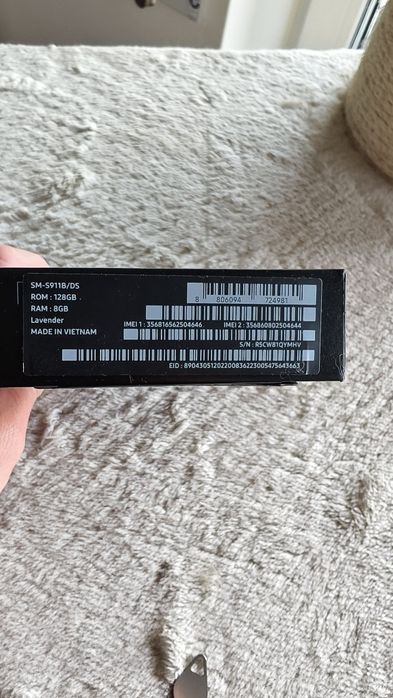 SM-S911B/DS
ROM : 128GB
RAM : 8GB
Lavender
MADE IN VIETNAM
8 806094 724981
IMEI 1 : 356816562504646 IMEI 2 : 356860802504644
S/N : R5CW81QYMHV
EID : 89043051202200836223005475643663